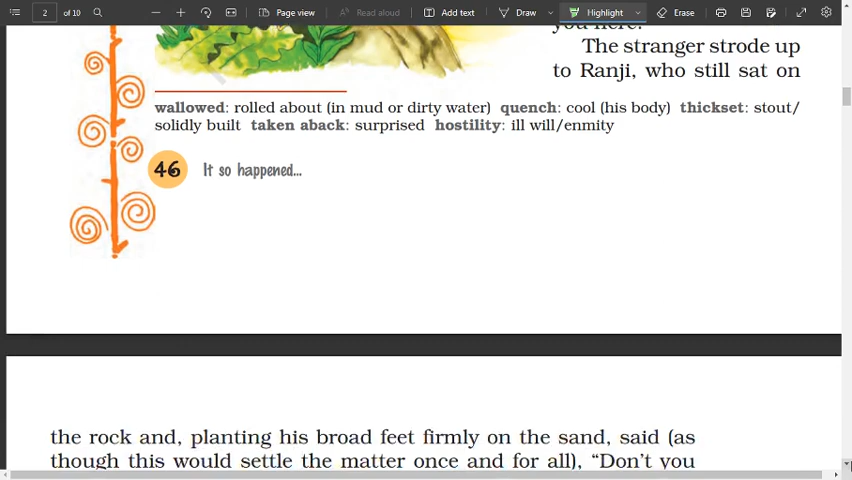 2 of 10 Page view Read aloud Add text Draw Highlight Erase
you here.
The stranger strode up
to Ranji, who still sat on
wallowed: rolled about (in mud or dirty water) quench: cool (his body) thickset: stout/
solidly built taken aback: surprised hostility: ill will/enmity
46 It so happened...
the rock and, planting his broad feet firmly on the sand, said (as
though this would settle the matter once and for all), “Don’t you